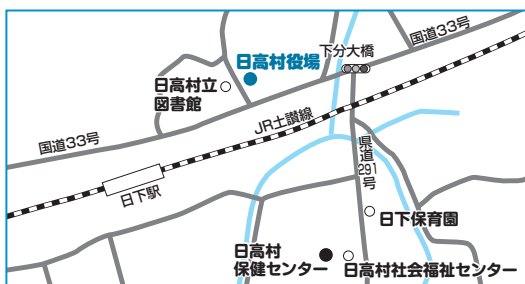 国道33号
下分大橋
日高村役場
日高村立
図書館
JR土讃線
国道33号
県道
291
号
日下駅
日下保育園
日高村
保健センター
日高村社会福祉センター